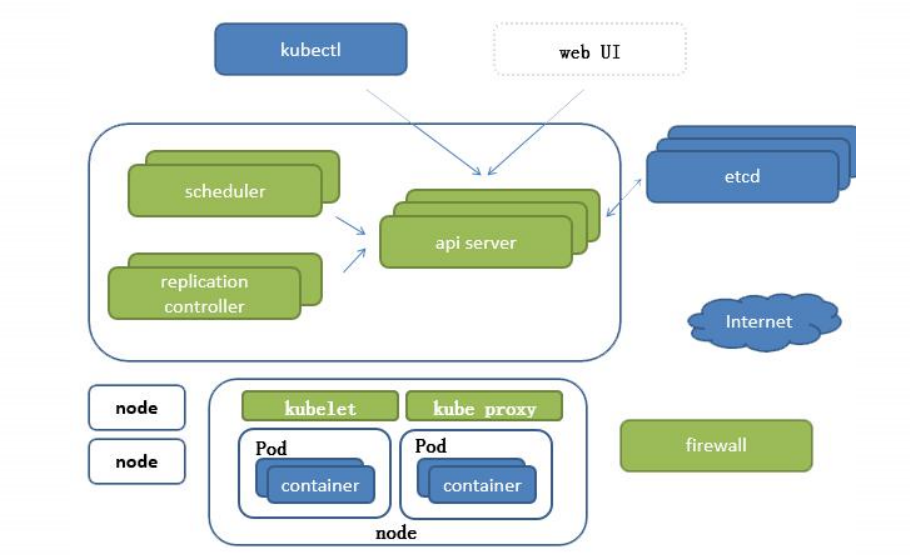 kubectl
web UI
scheduler
etcd
api server
replication
controller
Internet
node
node
kubelet
kube proxy
Pod
container
Pod
container
node
firewall